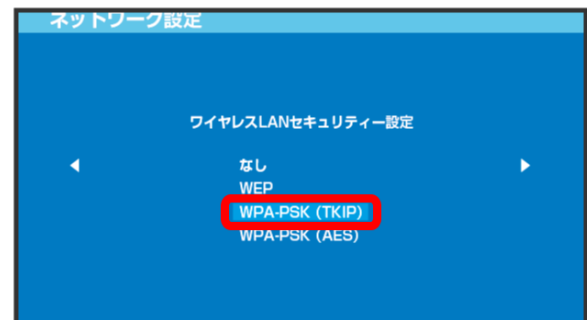 ネットワーク設定
ワイヤレスLANセキュリティー設定
なし
WEP
WPA-PSK (TKIP)
WPA-PSK (AES)